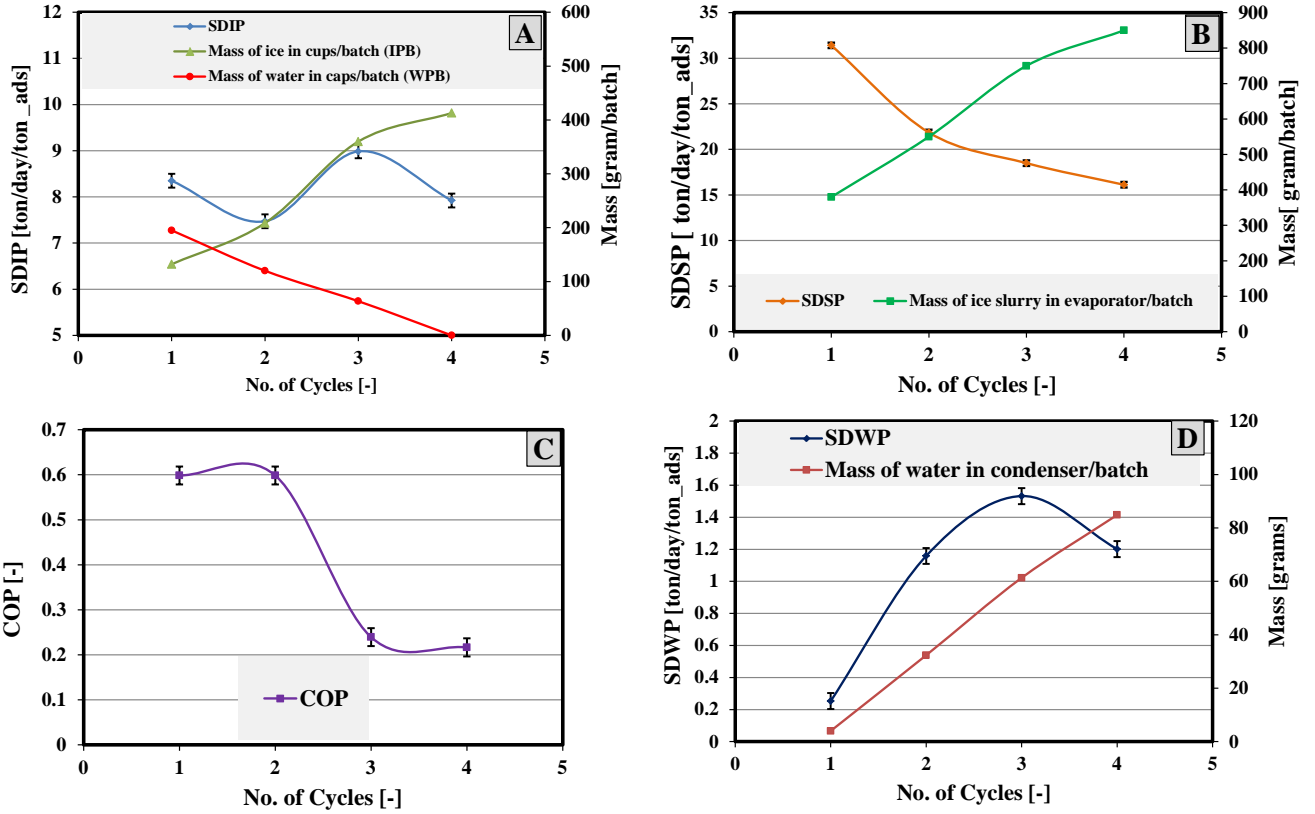 A
SDIP
Mass of ice in cups/batch (IPB)
Mass of water in caps/batch (WPB)
SDIP [ton/day/ton _ads]
12
11
10
9
8
7
6
5
600
500
400
300
200
100
0
Mass [gram/batch]
0 1 2 3 4 5
No. of Cycles [-]
B
SDSP [ ton/day/ton_ads]
35
30
25
20
15
10
5
0
900
800
700
600
500
400
300
200
100
0
Mass[ gram/batch]
SDSP
Mass of ice slurry in evaporator/batch
0 1 2 3 4 5
No. of Cycles [-]
C
COP [-]
0.7
0.6
0.5
0.4
0.3
0.2
0.1
0
COP
0 1 2 3 4 5
No. of Cycles [-]
D
SDWP
Mass of water in condenser/batch
SDWP [ton/day/ton_ads]
2
1.8
1.6
1.4
1.2
1
0.8
0.6
0.4
0.2
0
120
100
80
60
40
20
0
Mass [grams]
0 1 2 3 4 5
No. of Cycles [-]